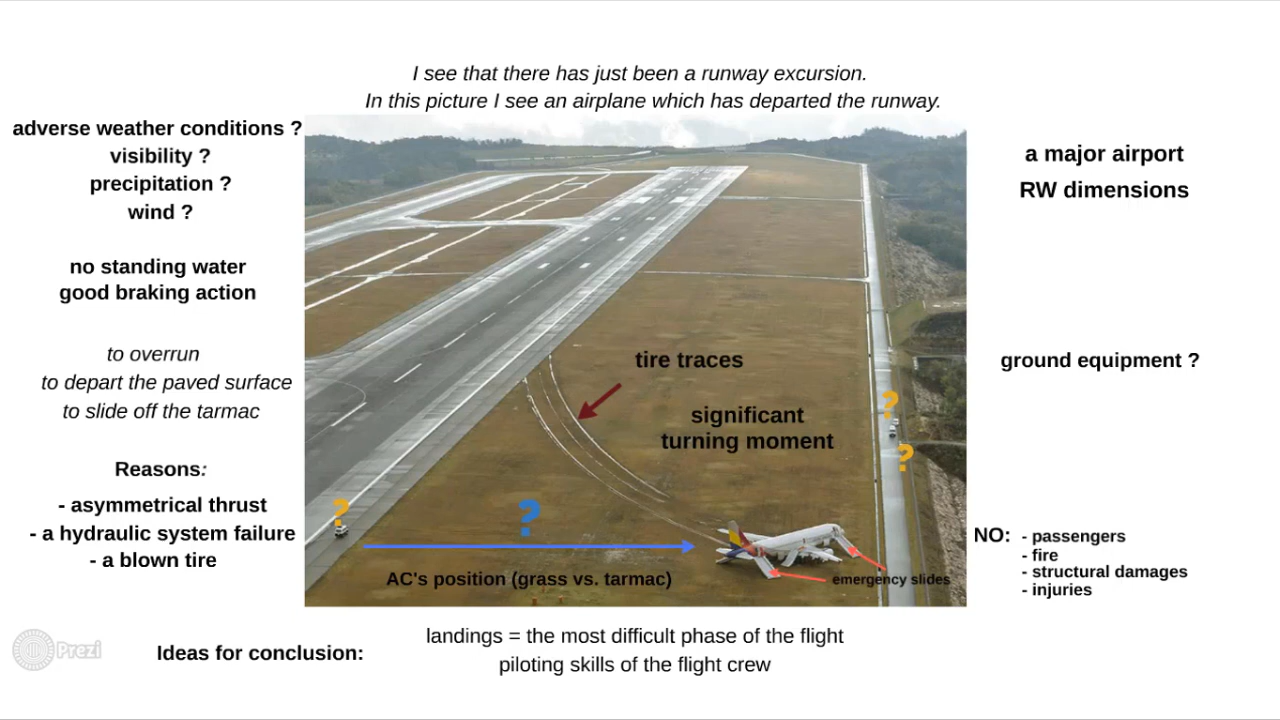 I see that there has just been a runway excursion.
In this picture I see an airplane which has departed the runway.
adverse weather conditions ?
visibility ?
precipitation ?
wind ?
no standing water
good braking action
to overrun
to depart the paved surface
to slide off the tarmac
Reasons:
- asymmetrical thrust
- a hydraulic system failure
- a blown tire
tire traces
significant
turning moment
?
?
?
?
AC's position (grass vs. tarmac)
emergency slides
a major airport
RW dimensions
ground equipment ?
NO: - passengers
- fire
- structural damages
- injuries
Prezi
Ideas for conclusion:
landings = the most difficult phase of the flight
piloting skills of the flight crew